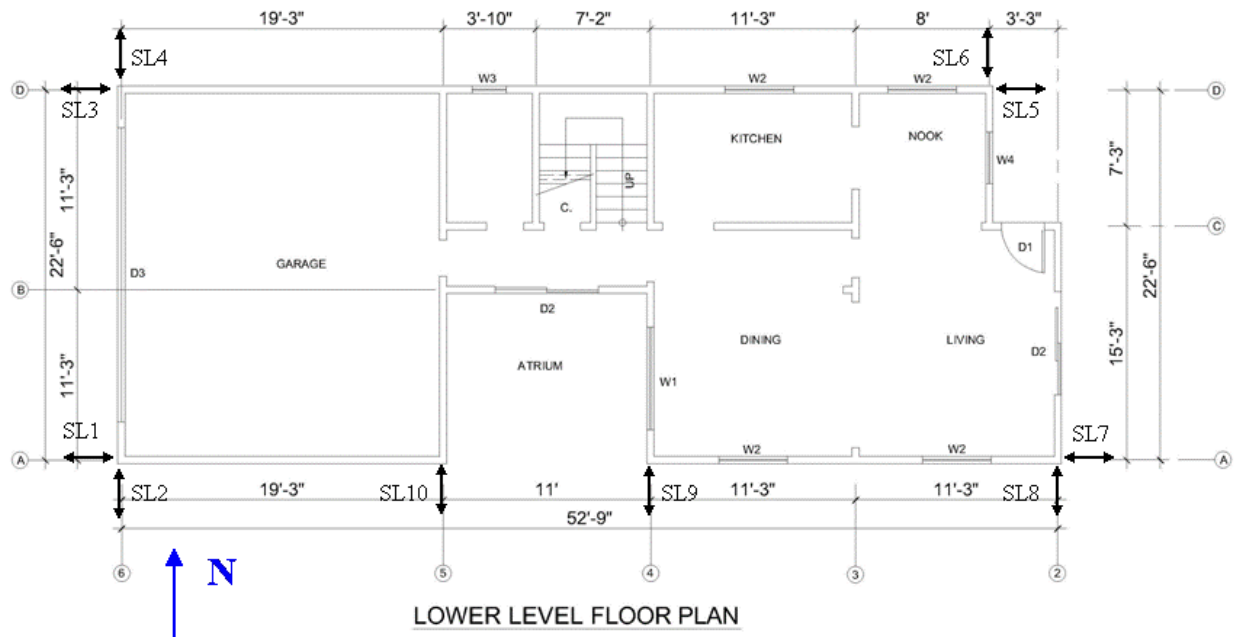 19'-3" 3'-10" 7'-2" 11'-3" 8' 3'-3"
SL4 SL6
D W3 W2 W2 D
SL3 SL5
KITCHEN NOOK
W4
11'-3" 7'-3"
UP
C.
C
22'-6" D1
D3 GARAGE 22'-6"
B
D2
DINING LIVING D2
ATRIUM 15'-3"
11'-3" W1
SL1 SL7
W2 W2
A A
19'-3" 11' 11'-3" 11'-3"
SL2 SL10 SL9 SL8
52'-9"
N
6 5 4 3 2
LOWER LEVEL FLOOR PLAN